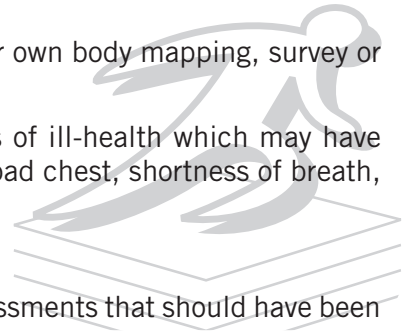 r own body mapping, survey or
s of ill-health which may have
bad chest, shortness of breath,
ssments that should have been